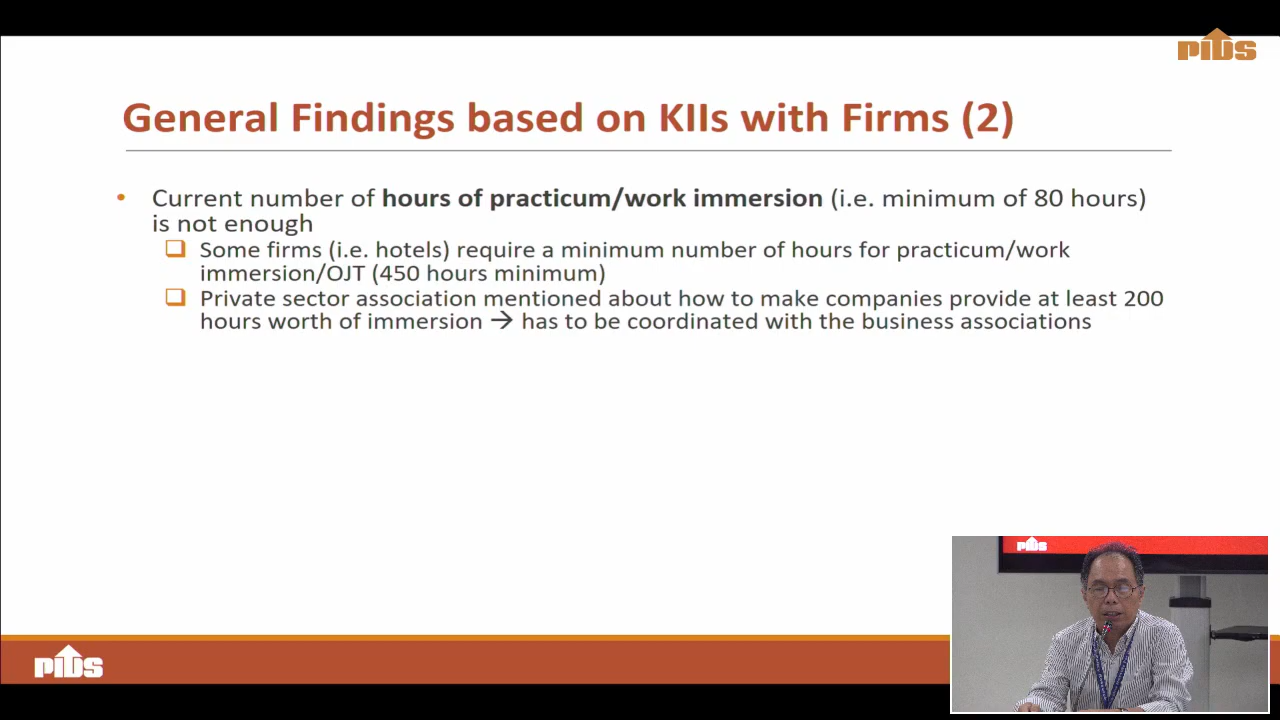 PIDS
General Findings based on KIIs with Firms (2)
• Current number of hours of practicum/work immersion (i.e. minimum of 80 hours)
is not enough
❑ Some firms (i.e. hotels) require a minimum number of hours for practicum/work
immersion/OJT (450 hours minimum)
❑ Private sector association mentioned about how to make companies provide at least 200
hours worth of immersion → has to be coordinated with the business associations
PIDS
PIDS